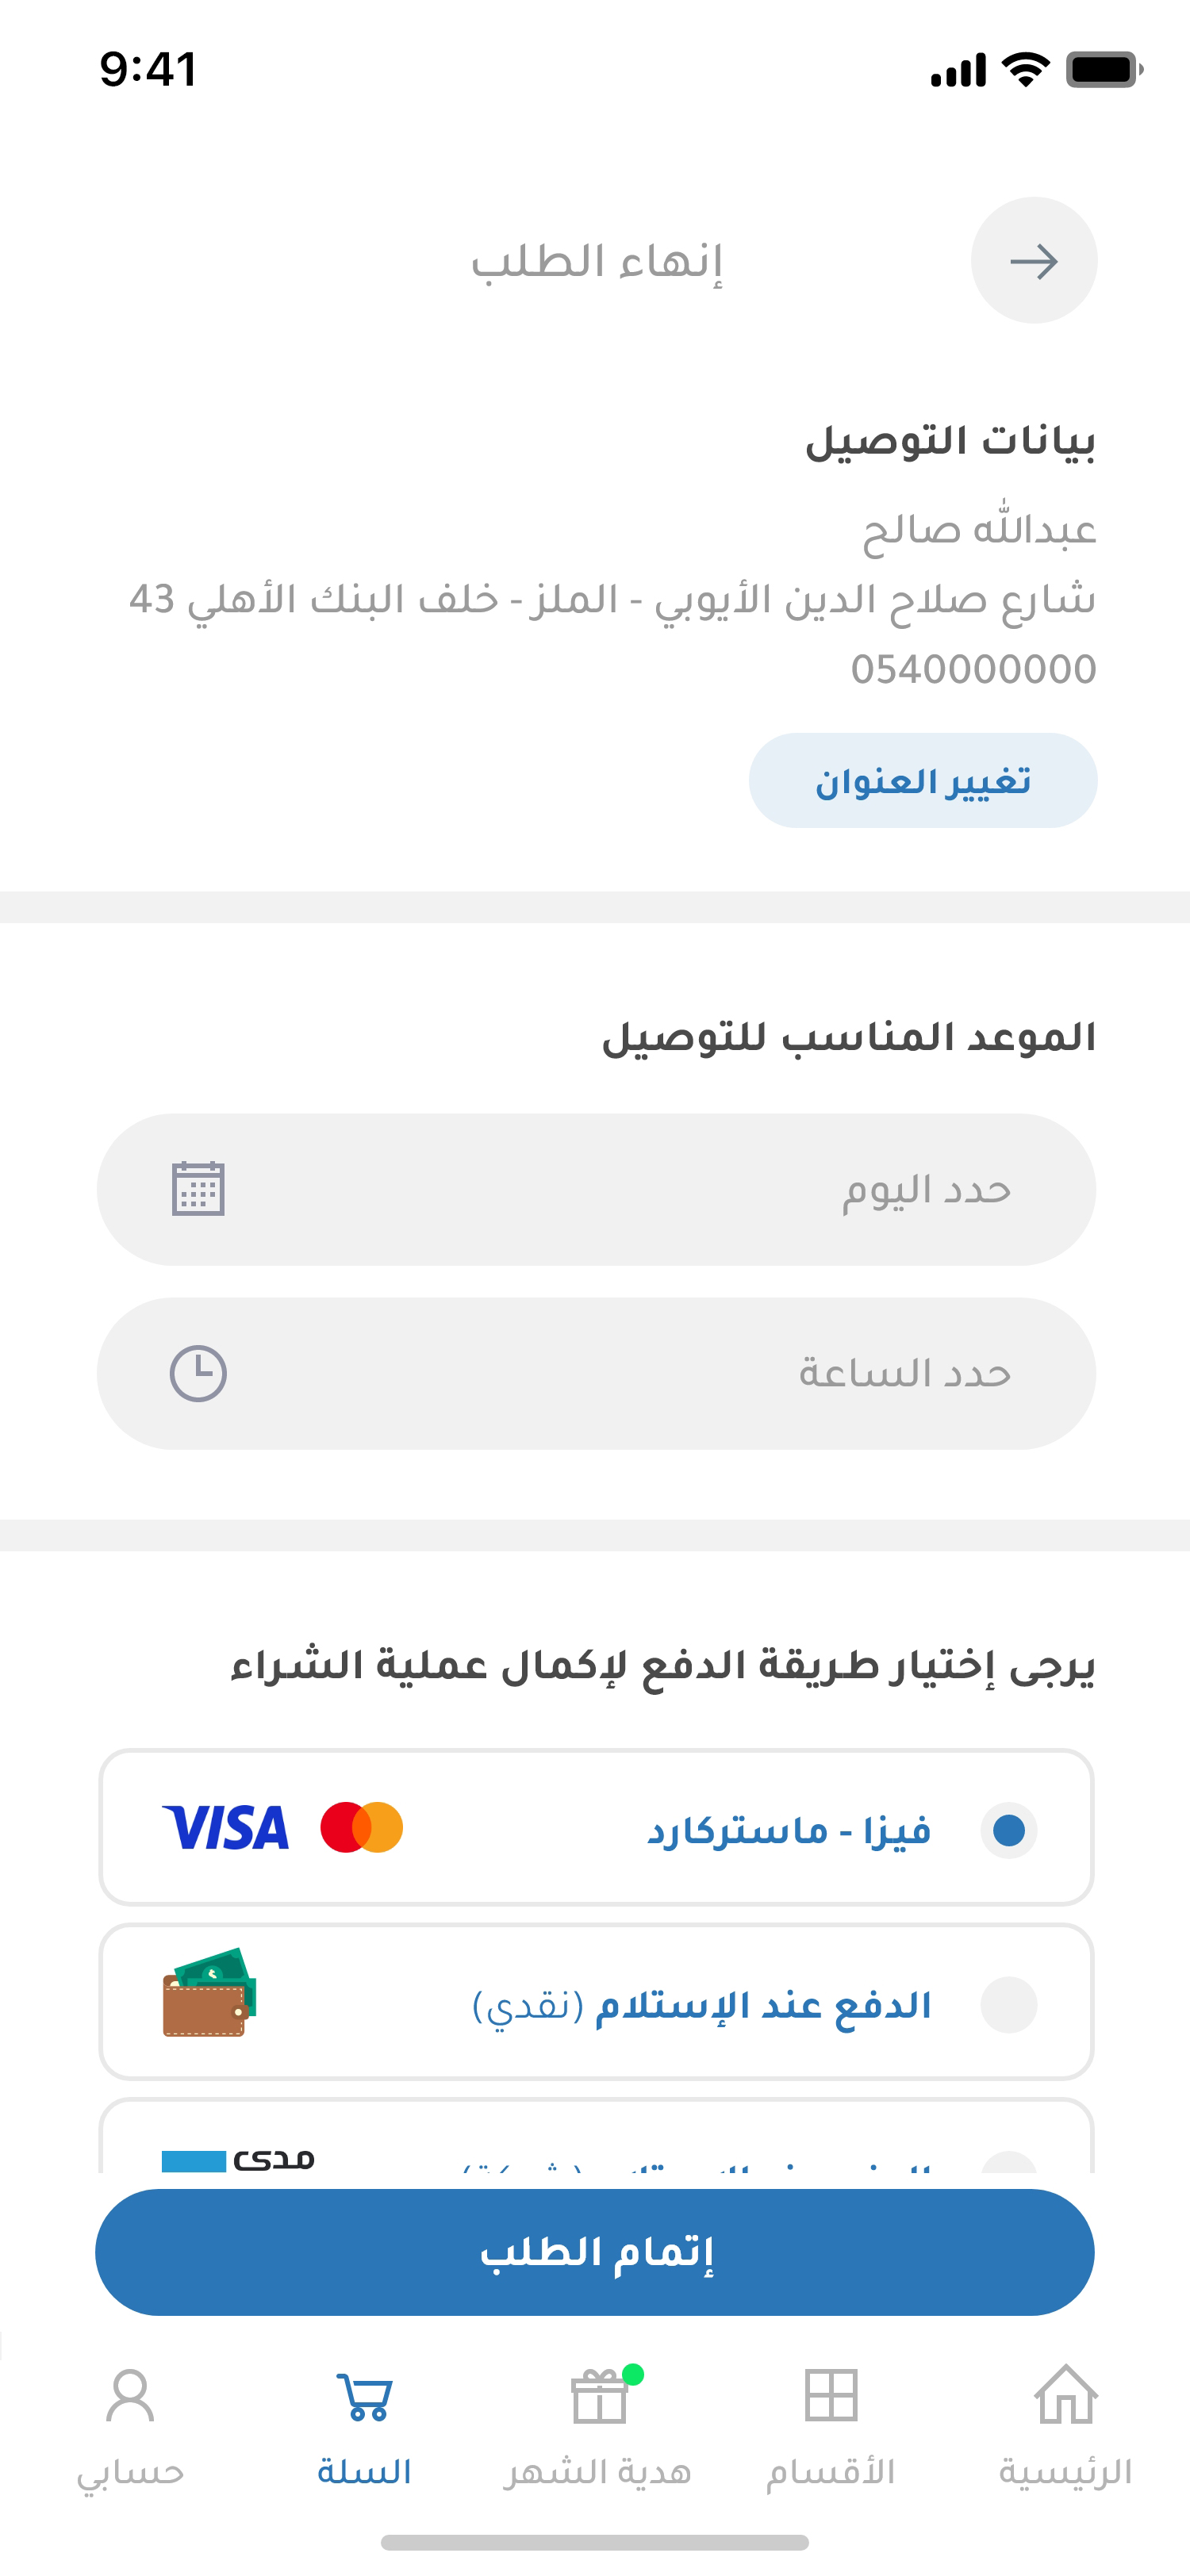 9:41
إنهاء الطلب
بيانات التوصيل
عبدالله صالح
شارع صلاح الدين الأيوبي - الملز - خلف البنك الأهلي 43
0540000000
تغيير العنوان
الموعد المناسب للتوصيل
حدد اليوم
حدد الساعة
يرجى إختيار طريقة الدفع لإكمال عملية الشراء
فيزا - ماستركارد VISA
الدفع عند الإستلام (نقدي)
مدى
إتمام الطلب
الرئيسية الأقسام هدية الشهر السلة حسابي